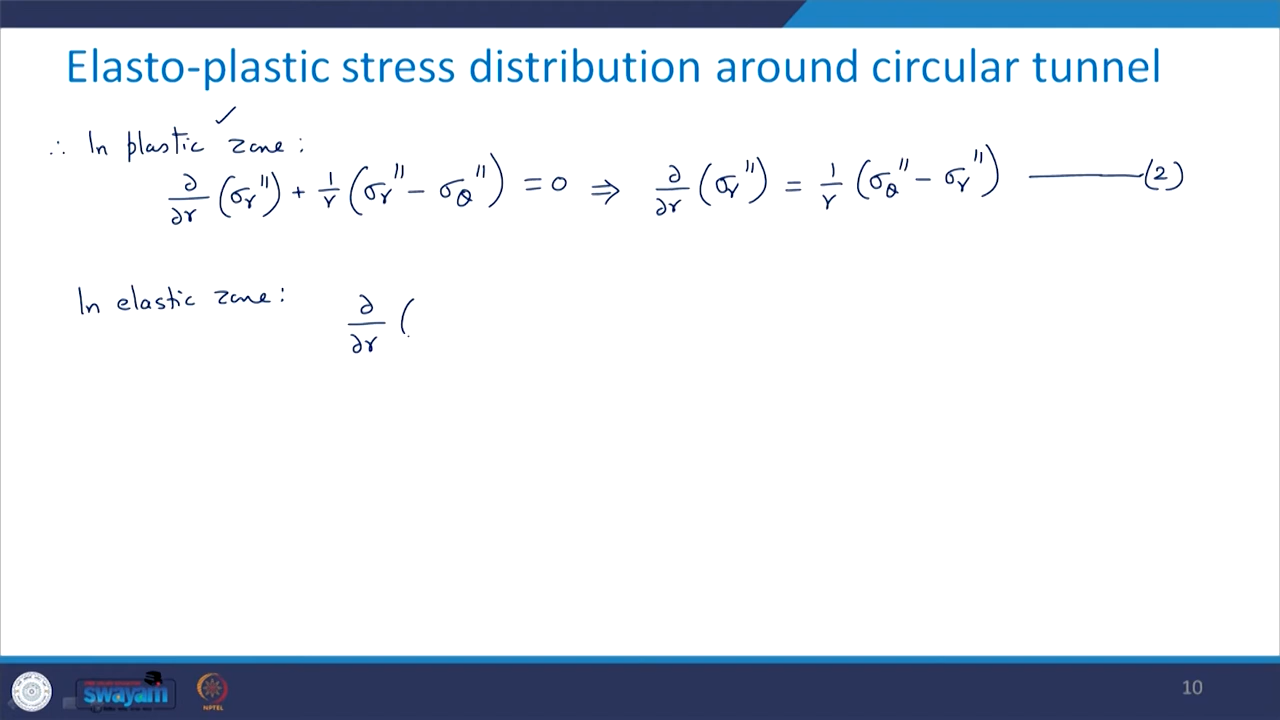 Elasto-plastic stress distribution around circular tunnel
∴ In plastic zone : ✓
∂/∂r (σr'') + 1/r (σr'' − σθ'') = 0 ⇒ ∂/∂r (σr'') = 1/r (σθ'' − σr'') ——— (2)
In elastic zone : ∂/∂r (
swayam
NPTEL
10